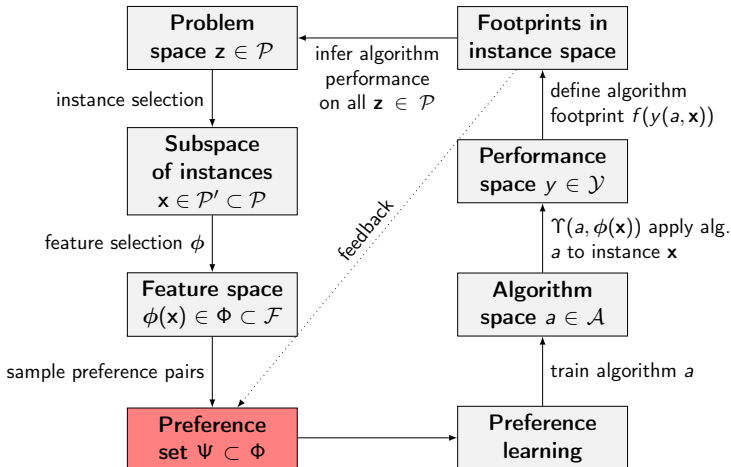 Problem
space z ∈ 𝒫
instance selection
Subspace
of instances
x ∈ 𝒫′ ⊂ 𝒫
feature selection ϕ
Feature space
ϕ(x) ∈ Φ ⊂ ℱ
sample preference pairs
Preference
set Ψ ⊂ Φ
Preference
learning
train algorithm a
Algorithm
space a ∈ 𝒜
Υ(a, ϕ(x)) apply alg.
a to instance x
Performance
space y ∈ 𝒴
define algorithm
footprint f(y(a, x))
Footprints in
instance space
infer algorithm
performance
on all z ∈ 𝒫
feedback